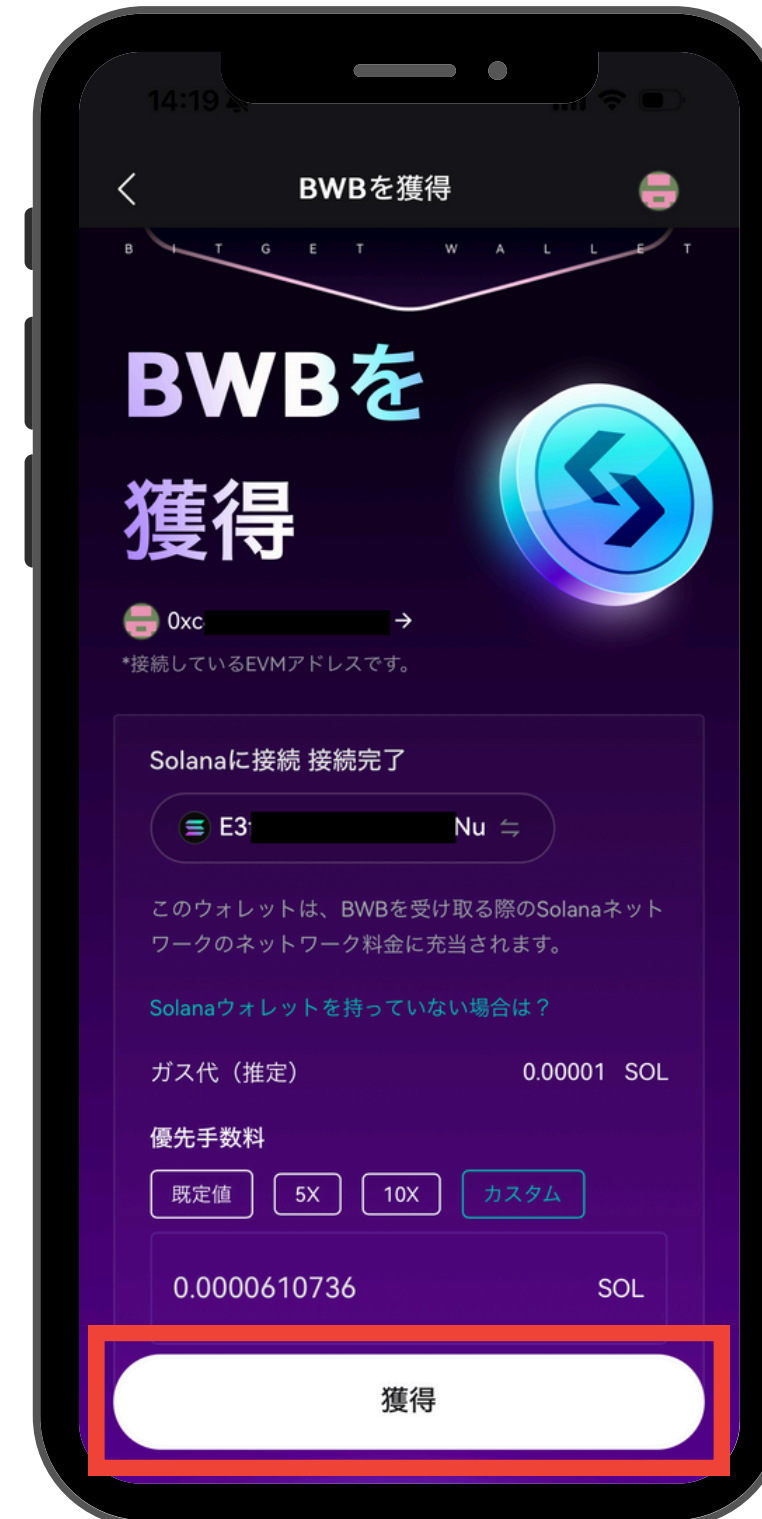 14:19
BWBを獲得
BITGET WALLET
BWBを
獲得
0xc →
*接続しているEVMアドレスです。
Solanaに接続 接続完了
E3 Nu ⇋
このウォレットは、BWBを受け取る際のSolanaネット
ワークのネットワーク料金に充当されます。
Solanaウォレットを持っていない場合は？
ガス代（推定） 0.00001 SOL
優先手数料
既定値 5X 10X カスタム
0.0000610736 SOL
獲得